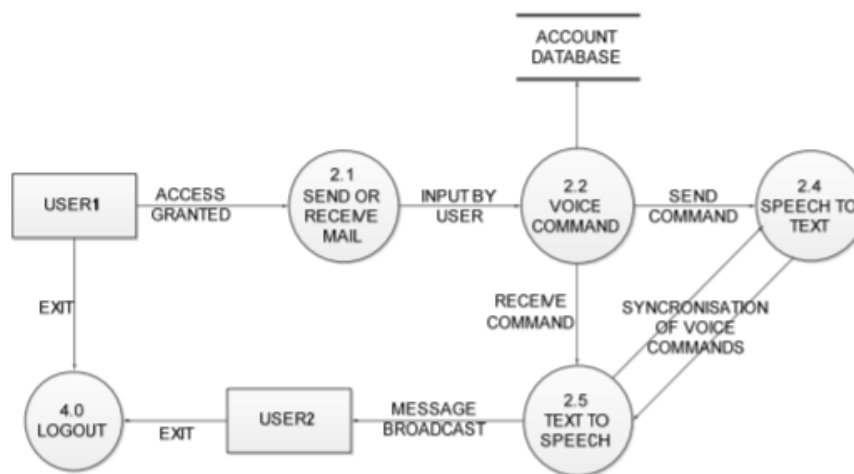 ACCOUNT
DATABASE
USER1
ACCESS
GRANTED
2.1
SEND OR
RECEIVE
MAIL
INPUT BY
USER
2.2
VOICE
COMMAND
SEND
COMMAND
2.4
SPEECH TO
TEXT
EXIT
RECEIVE
COMMAND
SYNCRONISATION
OF VOICE
COMMANDS
4.0
LOGOUT
EXIT
USER2
MESSAGE
BROADCAST
2.5
TEXT TO
SPEECH